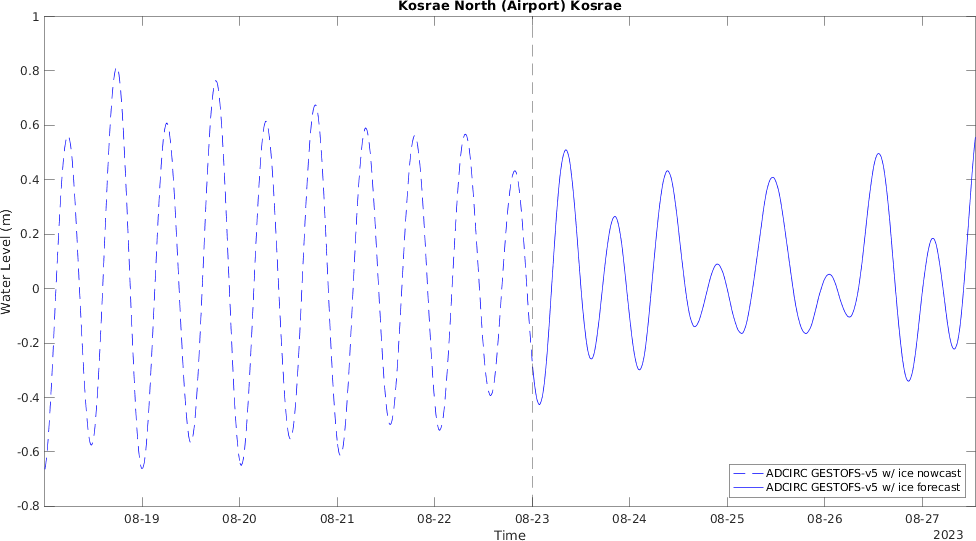 Kosrae North (Airport) Kosrae
1
0.8
0.6
0.4
0.2
0
-0.2
-0.4
-0.6
-0.8
Water Level (m)
ADCIRC GESTOFS-v5 w/ ice nowcast
ADCIRC GESTOFS-v5 w/ ice forecast
08-19 08-20 08-21 08-22 08-23 08-24 08-25 08-26 08-27
Time
2023